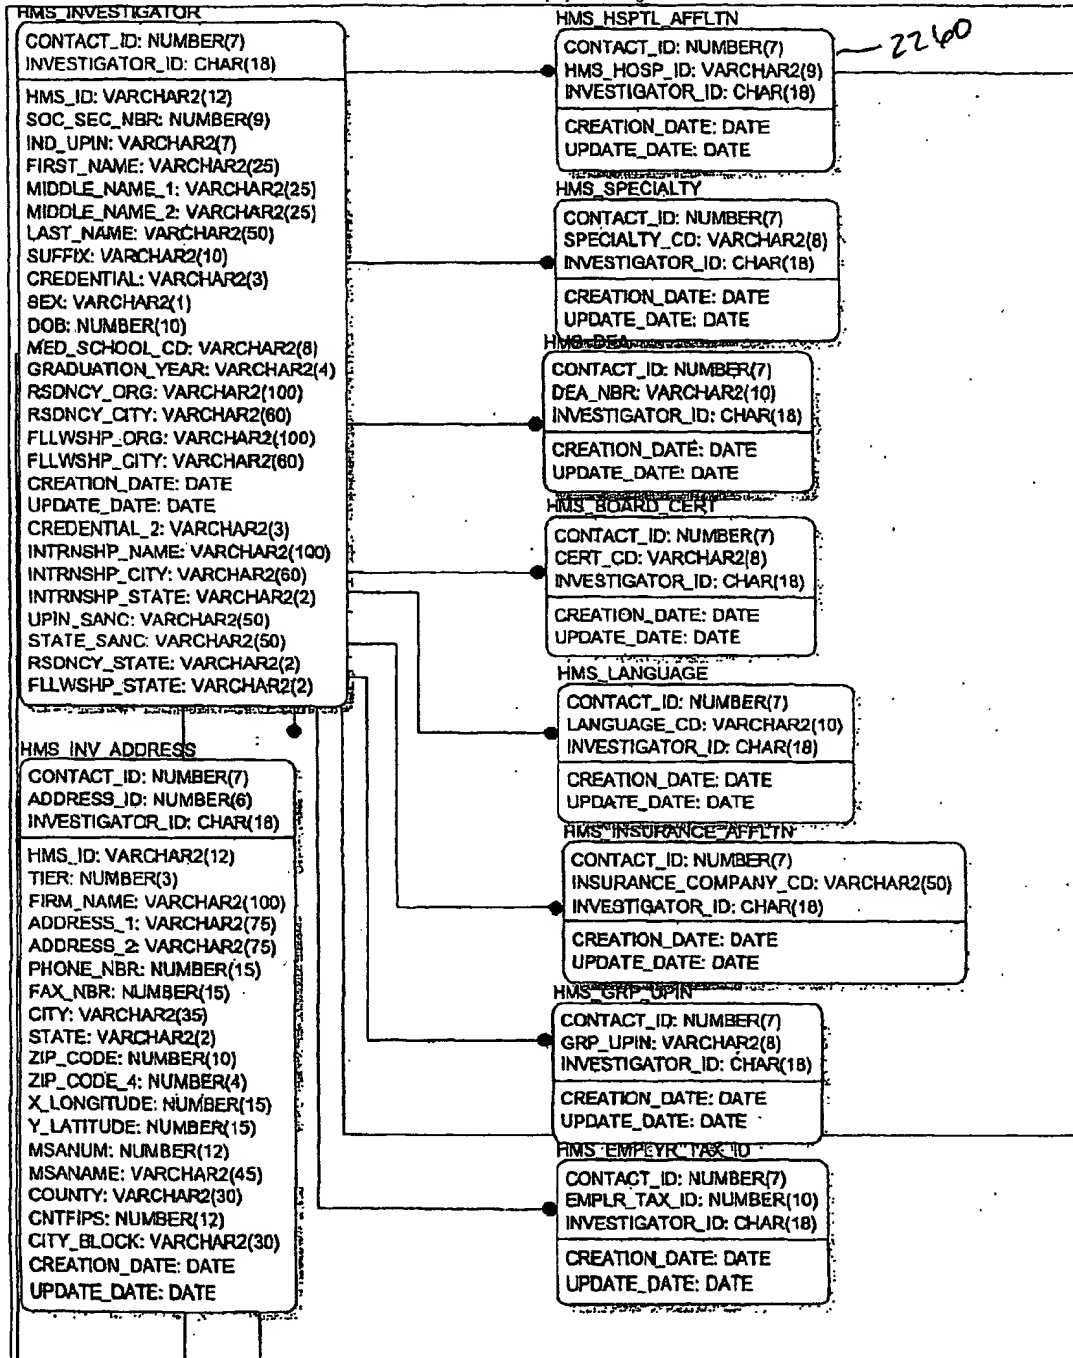 HMS_INVESTIGATOR
CONTACT_ID: NUMBER(7)
INVESTIGATOR_ID: CHAR(18)
HMS_ID: VARCHAR2(12)
SOC_SEC_NBR: NUMBER(9)
IND_UPIN: VARCHAR2(7)
FIRST_NAME: VARCHAR2(25)
MIDDLE_NAME_1: VARCHAR2(25)
MIDDLE_NAME_2: VARCHAR2(25)
LAST_NAME: VARCHAR2(50)
SUFFIX: VARCHAR2(10)
CREDENTIAL: VARCHAR2(3)
SEX: VARCHAR2(1)
DOB: NUMBER(10)
MED_SCHOOL_CD: VARCHAR2(8)
GRADUATION_YEAR: VARCHAR2(4)
RSDNCY_ORG: VARCHAR2(100)
RSDNCY_CITY: VARCHAR2(60)
FLLWSHP_ORG: VARCHAR2(100)
FLLWSHP_CITY: VARCHAR2(60)
CREATION_DATE: DATE
UPDATE_DATE: DATE
CREDENTIAL_2: VARCHAR2(3)
INTRNSHP_NAME: VARCHAR2(100)
INTRNSHP_CITY: VARCHAR2(60)
INTRNSHP_STATE: VARCHAR2(2)
UPIN_SANC: VARCHAR2(50)
STATE_SANC: VARCHAR2(50)
RSDNCY_STATE: VARCHAR2(2)
FLLWSHP_STATE: VARCHAR2(2)
HMS_INV_ADDRESS
CONTACT_ID: NUMBER(7)
ADDRESS_ID: NUMBER(6)
INVESTIGATOR_ID: CHAR(18)
HMS_ID: VARCHAR2(12)
TIER: NUMBER(3)
FIRM_NAME: VARCHAR2(100)
ADDRESS_1: VARCHAR2(75)
ADDRESS_2: VARCHAR2(75)
PHONE_NBR: NUMBER(15)
FAX_NBR: NUMBER(15)
CITY: VARCHAR2(35)
STATE: VARCHAR2(2)
ZIP_CODE: NUMBER(10)
ZIP_CODE_4: NUMBER(4)
X_LONGITUDE: NUMBER(15)
Y_LATITUDE: NUMBER(15)
MSANUM: NUMBER(12)
MSANAME: VARCHAR2(45)
COUNTY: VARCHAR2(30)
CNTFIPS: NUMBER(12)
CITY_BLOCK: VARCHAR2(30)
CREATION_DATE: DATE
UPDATE_DATE: DATE
HMS_HSPTL_AFFLTN
2260
CONTACT_ID: NUMBER(7)
HMS_HOSP_ID: VARCHAR2(9)
INVESTIGATOR_ID: CHAR(18)
CREATION_DATE: DATE
UPDATE_DATE: DATE
HMS_SPECIALTY
CONTACT_ID: NUMBER(7)
SPECIALTY_CD: VARCHAR2(8)
INVESTIGATOR_ID: CHAR(18)
CREATION_DATE: DATE
UPDATE_DATE: DATE
HMS_DEA
CONTACT_ID: NUMBER(7)
DEA_NBR: VARCHAR2(10)
INVESTIGATOR_ID: CHAR(18)
CREATION_DATE: DATE
UPDATE_DATE: DATE
HMS_BOARD_CERT
CONTACT_ID: NUMBER(7)
CERT_CD: VARCHAR2(8)
INVESTIGATOR_ID: CHAR(18)
CREATION_DATE: DATE
UPDATE_DATE: DATE
HMS_LANGUAGE
CONTACT_ID: NUMBER(7)
LANGUAGE_CD: VARCHAR2(10)
INVESTIGATOR_ID: CHAR(18)
CREATION_DATE: DATE
UPDATE_DATE: DATE
HMS_INSURANCE_AFFLTN
CONTACT_ID: NUMBER(7)
INSURANCE_COMPANY_CD: VARCHAR2(50)
INVESTIGATOR_ID: CHAR(18)
CREATION_DATE: DATE
UPDATE_DATE: DATE
HMS_GRP_UPIN
CONTACT_ID: NUMBER(7)
GRP_UPIN: VARCHAR2(8)
INVESTIGATOR_ID: CHAR(18)
CREATION_DATE: DATE
UPDATE_DATE: DATE
HMS_EMPLYR_TAX_ID
CONTACT_ID: NUMBER(7)
EMPLR_TAX_ID: NUMBER(10)
INVESTIGATOR_ID: CHAR(18)
CREATION_DATE: DATE
UPDATE_DATE: DATE